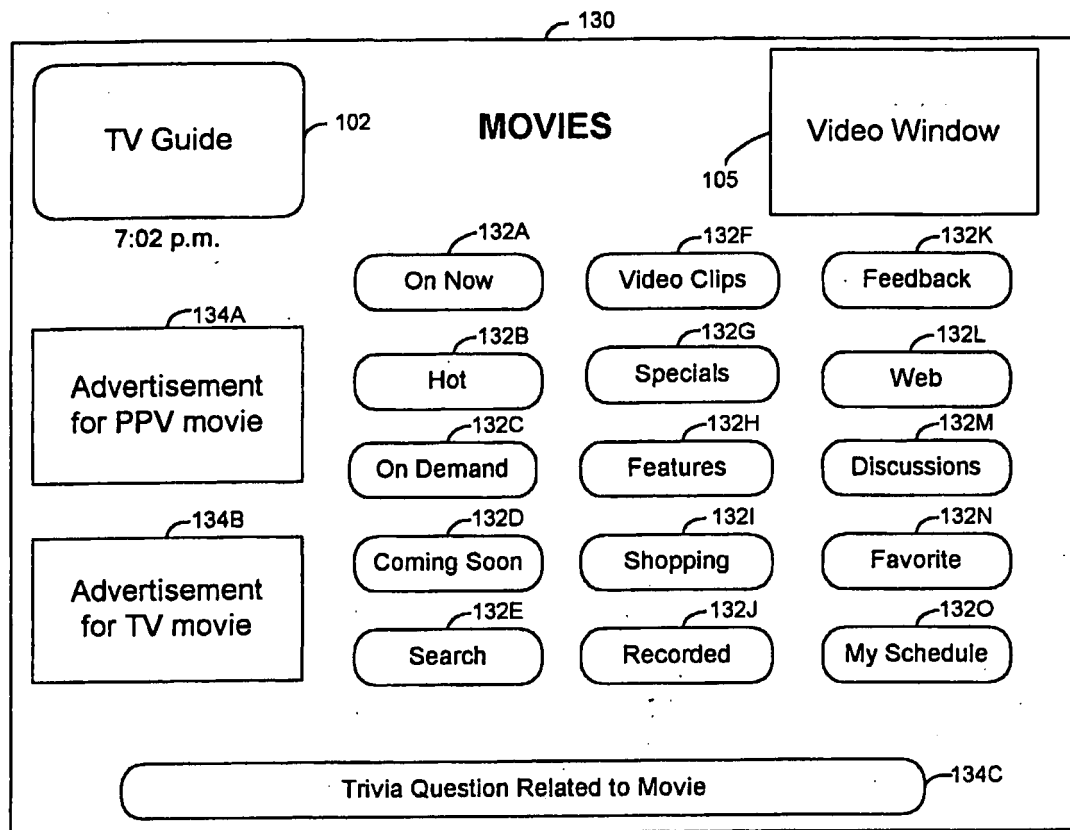 130
TV Guide
102
MOVIES
Video Window
105
7:02 p.m.
132A
132F
132K
On Now
Video Clips
Feedback
134A
132B
132G
132L
Advertisement
for PPV movie
Hot
Specials
Web
132C
132H
132M
On Demand
Features
Discussions
134B
132D
132I
132N
Advertisement
for TV movie
Coming Soon
Shopping
Favorite
132E
132J
132O
Search
Recorded
My Schedule
Trivia Question Related to Movie
134C